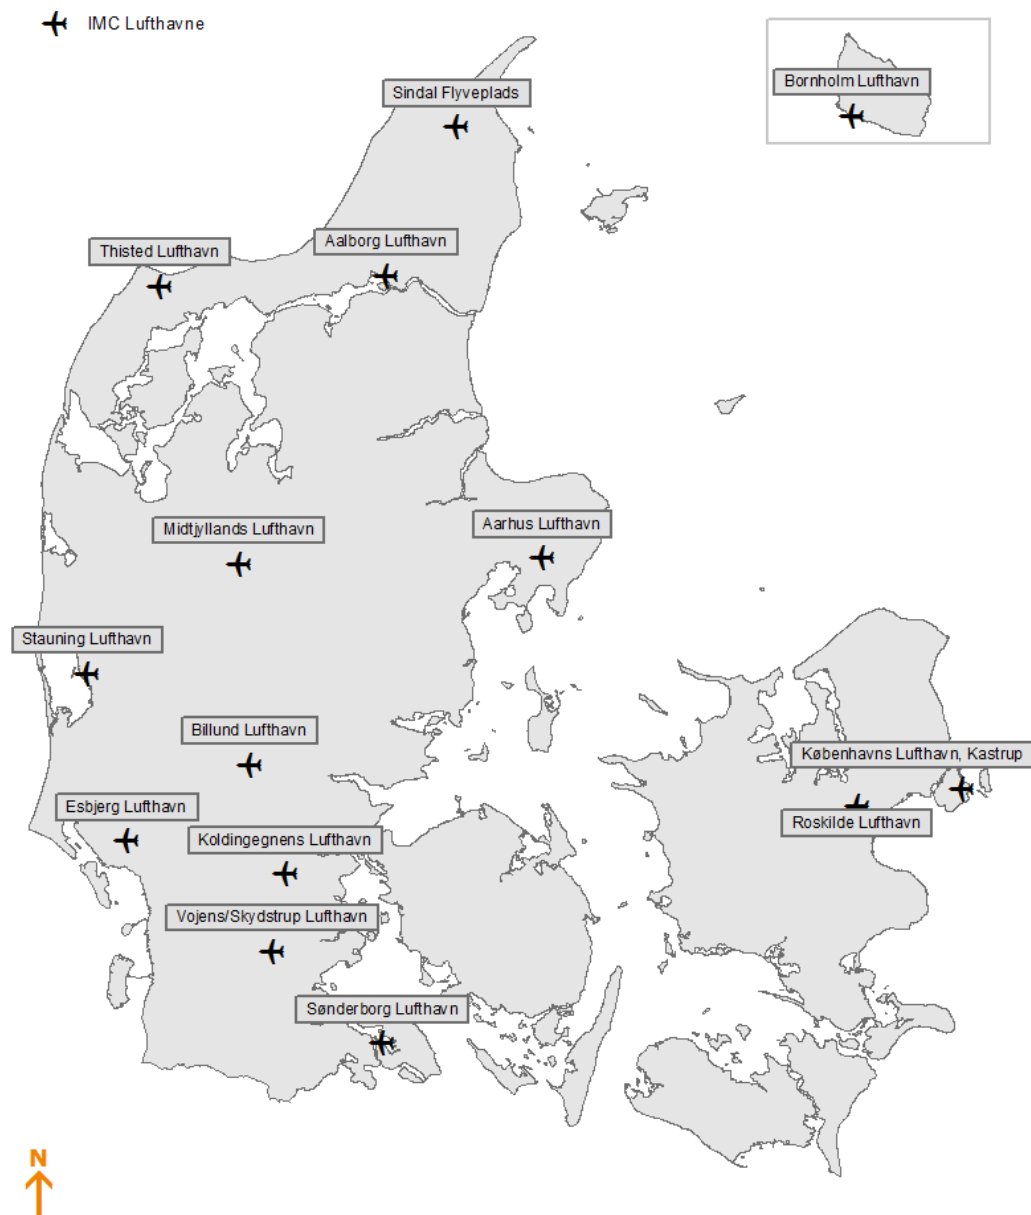 IMC Lufthavne
Sindal Flyveplads
Bornholm Lufthavn
Aalborg Lufthavn
Thisted Lufthavn
Midtjyllands Lufthavn
Aarhus Lufthavn
Stauning Lufthavn
Billund Lufthavn
Københavns Lufthavn, Kastrup
Esbjerg Lufthavn
Roskilde Lufthavn
Koldingegnens Lufthavn
Vojens/Skydstrup Lufthavn
Sønderborg Lufthavn
N